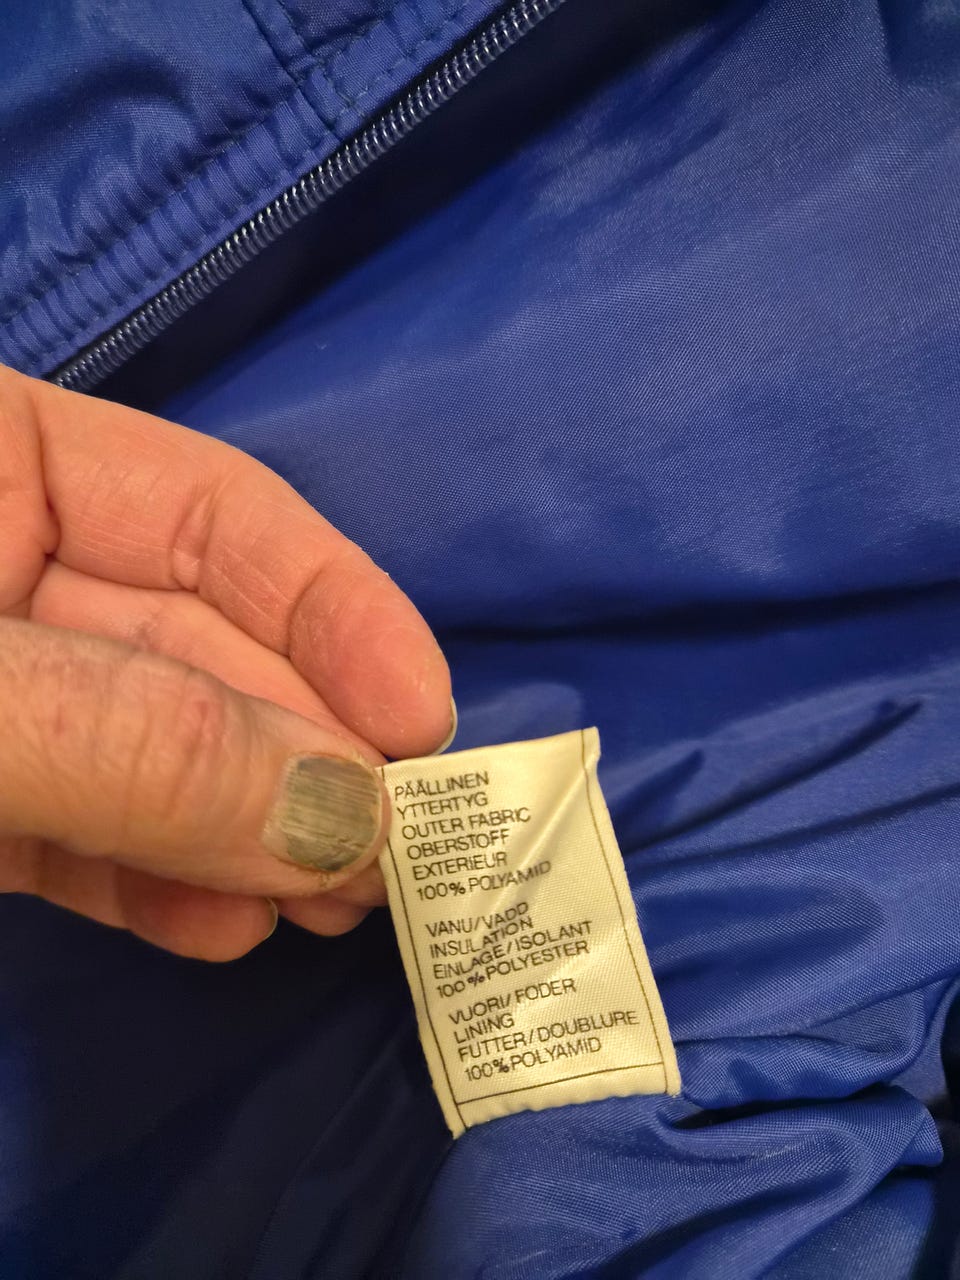 PÄÄLLINEN
YTTERTYG
OUTER FABRIC
OBERSTOFF
EXTERIEUR
100% POLYAMID
VANU/VADD
INSULATION
EINLAGE/ISOLANT
100% POLYESTER
VUORI/FODER
LINING
FUTTER/DOUBLURE
100% POLYAMID